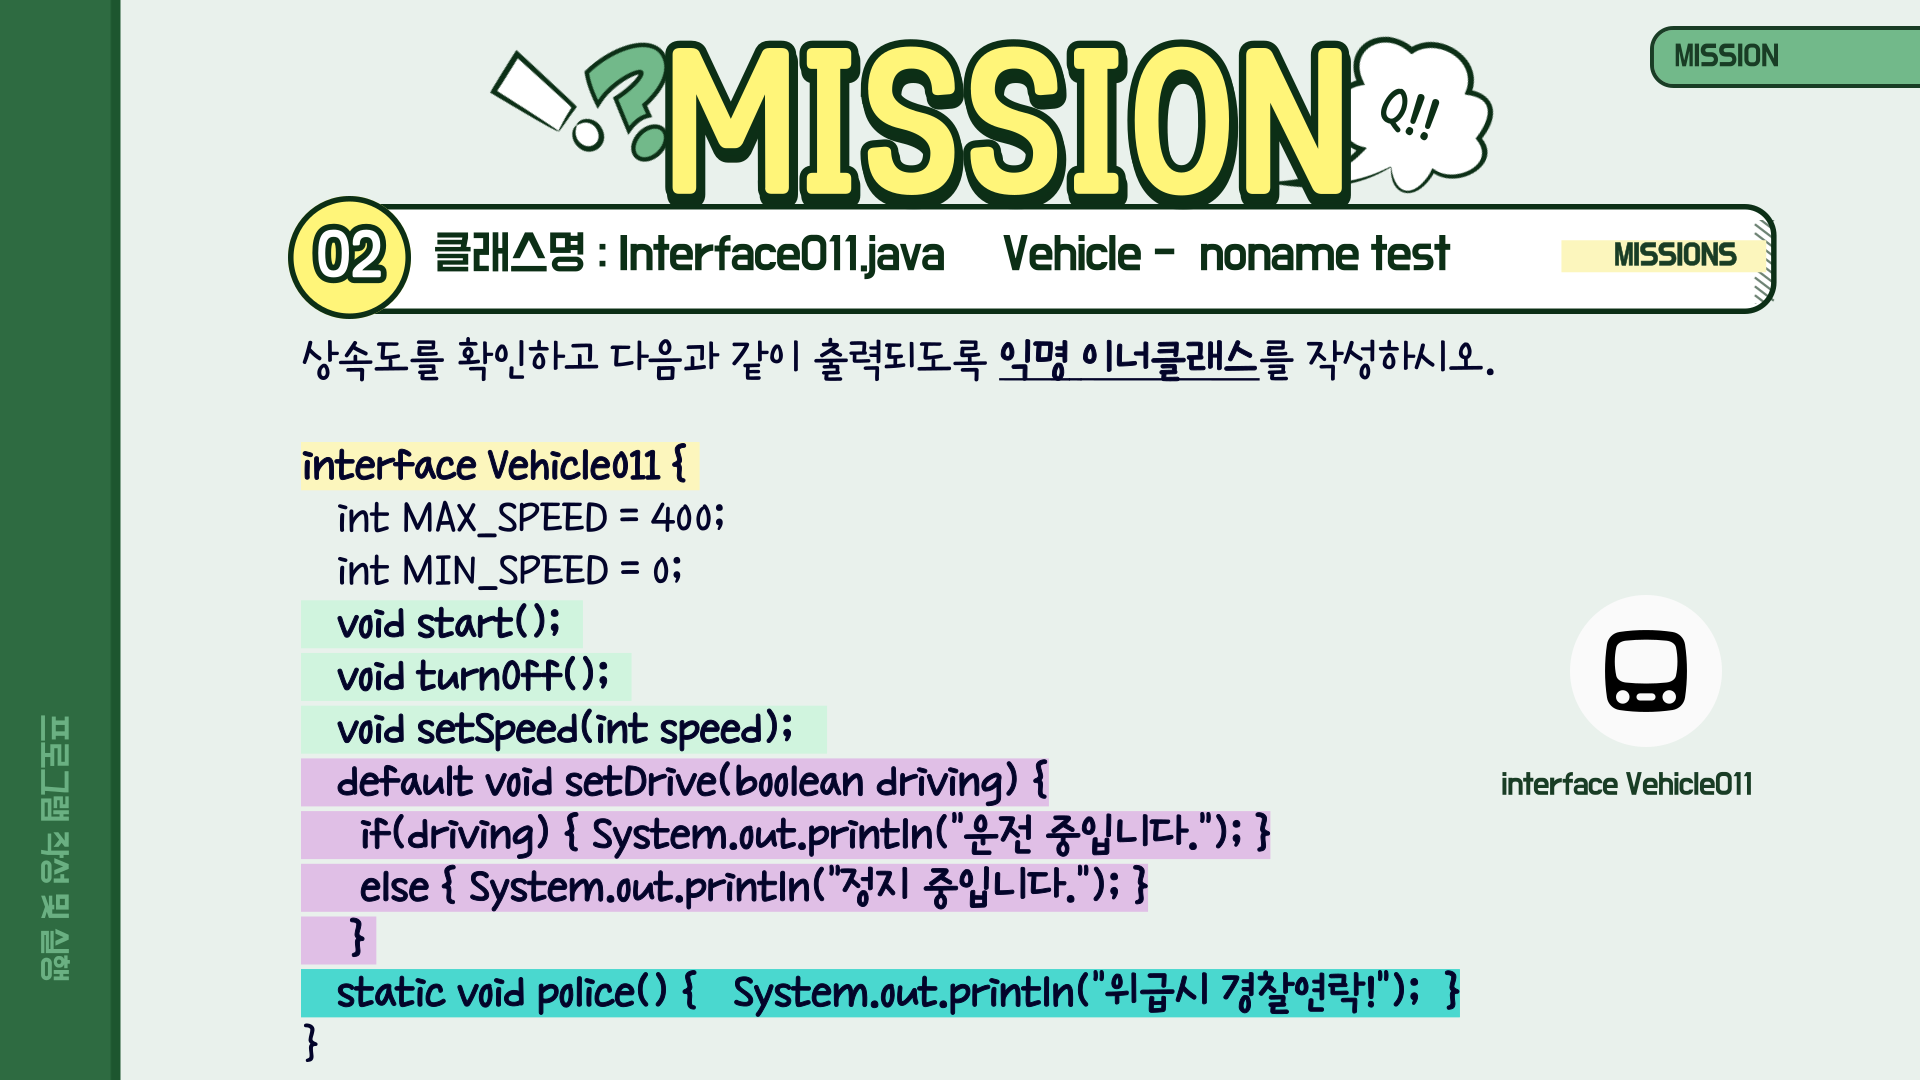 MISSION
!?
MISSION
Q!!
02
클래스명 : Interface011.java Vehicle - noname test
MISSIONS
상속도를 확인하고 다음과 같이 출력되도록 익명 이너클래스를 작성하시오.
interface Vehicle011 {
int MAX_SPEED = 400;
int MIN_SPEED = 0;
void start();
void turnOff();
void setSpeed(int speed);
default void setDrive(boolean driving) {
if(driving) { System.out.println("운전 중입니다."); }
else { System.out.println("정지 중입니다."); }
}
static void police() { System.out.println("위급시 경찰연락!"); }
}
interface Vehicle011
프로그램 작성 및 실행